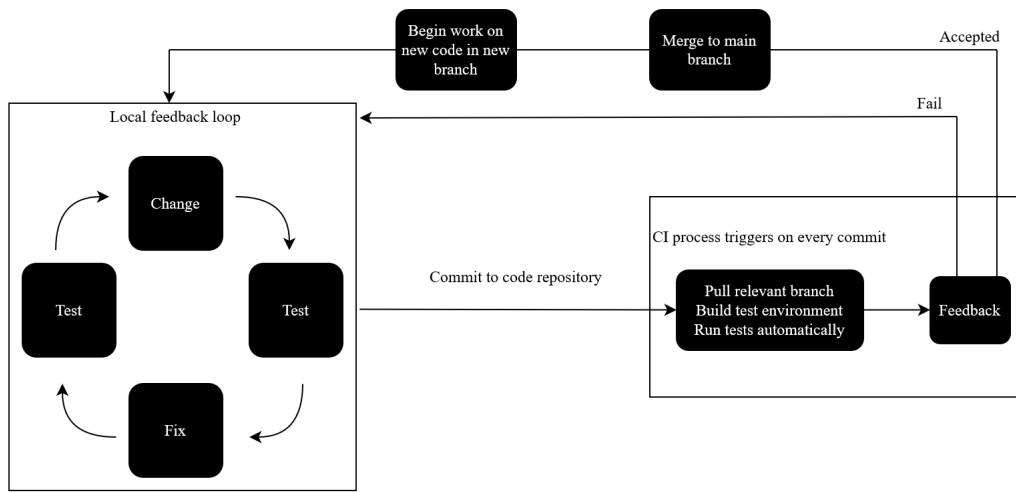 Begin work on
new code in new
branch
Merge to main
branch
Accepted
Fail
Local feedback loop
Change
Test
Test
Fix
Commit to code repository
CI process triggers on every commit
Pull relevant branch
Build test environment
Run tests automatically
Feedback